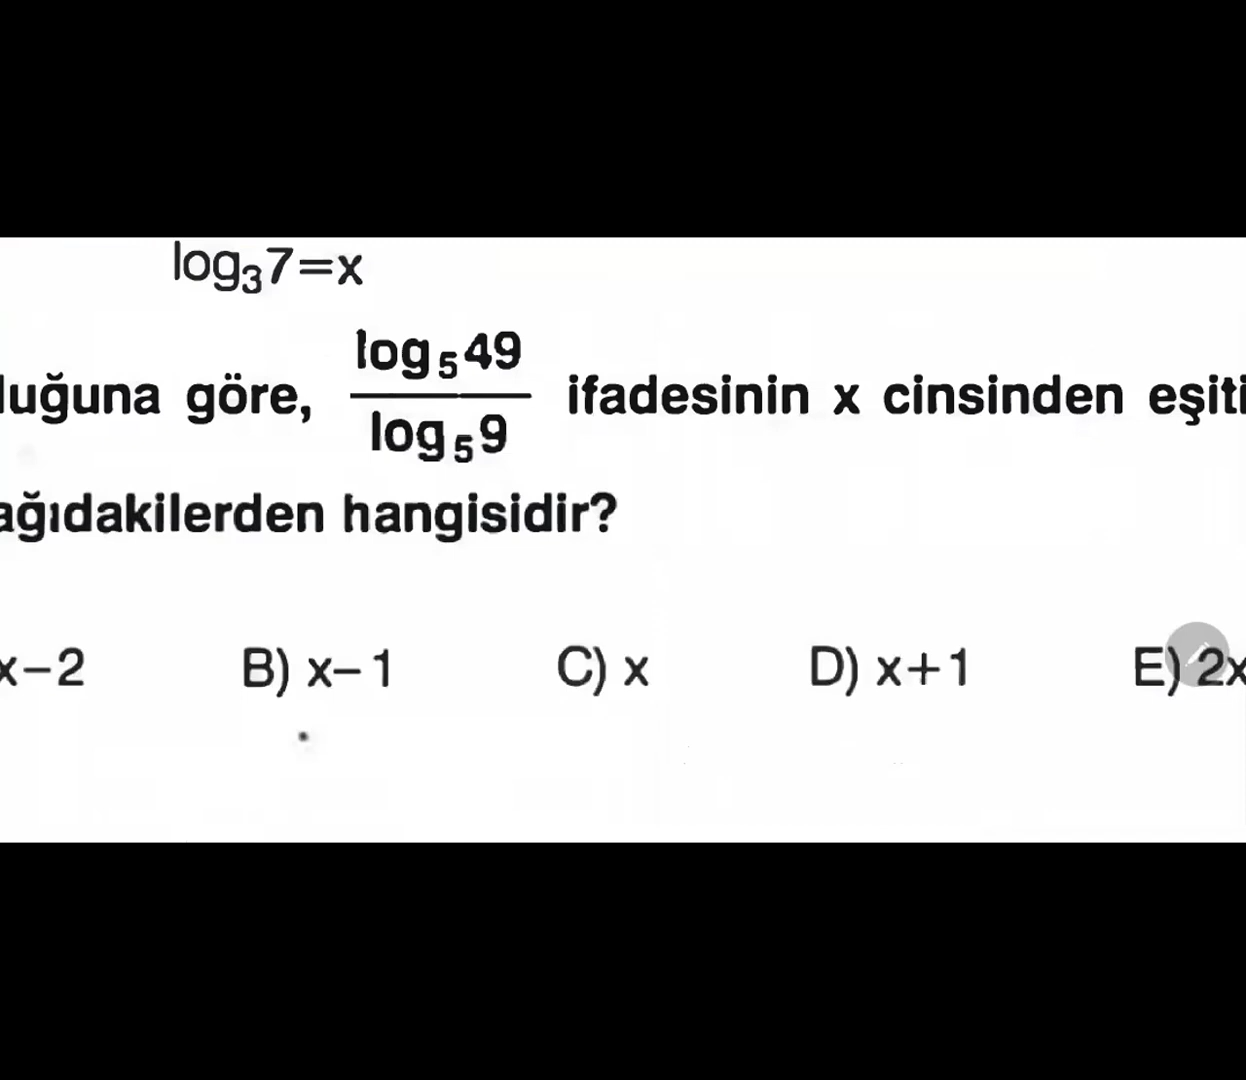 log₃7=x
luğuna göre, log₅49 / log₅9 ifadesinin x cinsinden eşiti
ağıdakilerden hangisidir?
x–2 B) x–1 C) x D) x+1 E) 2x